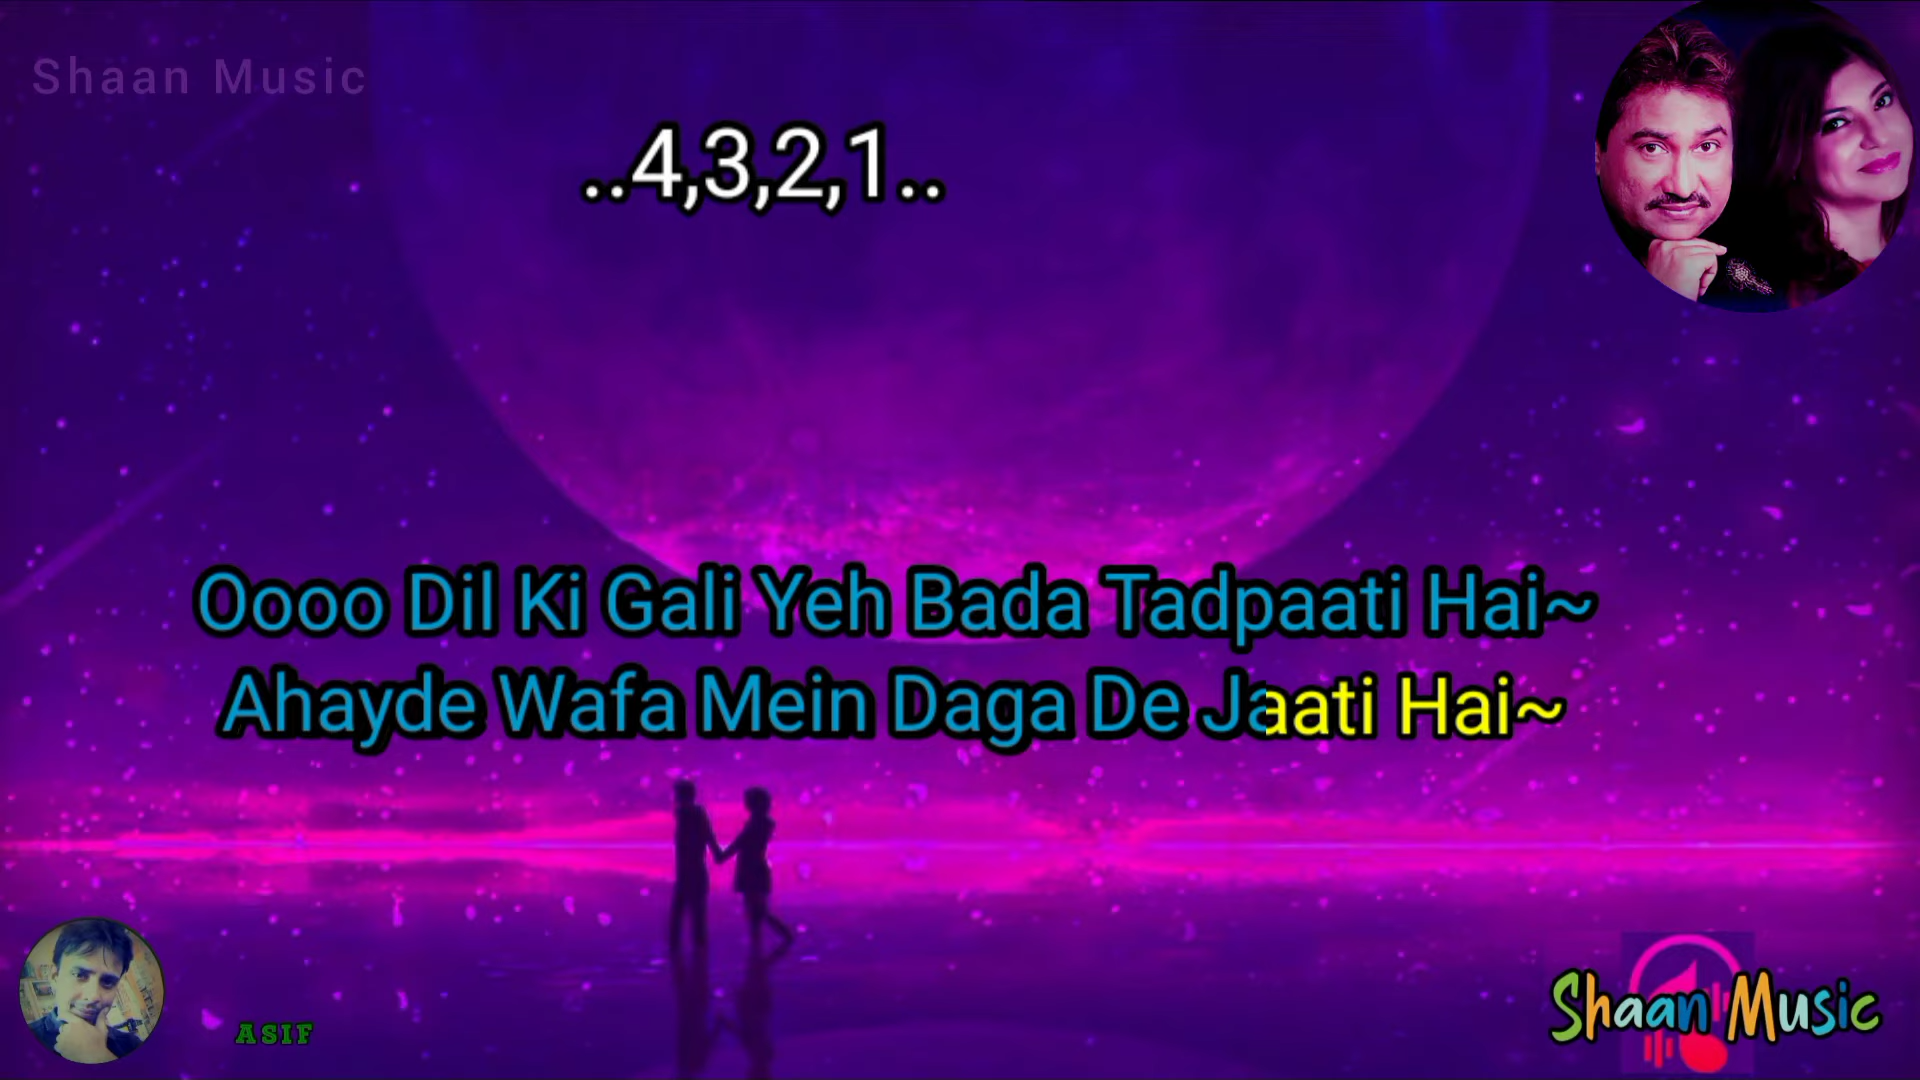 Shaan Music
..4,3,2,1..
Oooo Dil Ki Gali Yeh Bada Tadpaati Hai~
Ahayde Wafa Mein Daga De Jaati Hai~
ASIF
Shaan Music